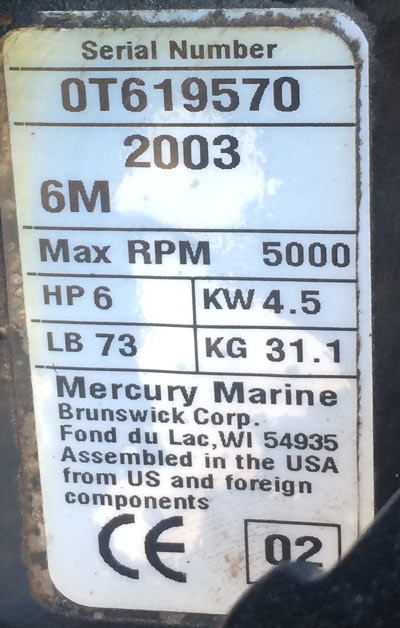 Serial Number
0T619570
2003
6M
Max RPM 5000
HP 6 KW 4.5
LB 73 KG 31.1
Mercury Marine
Brunswick Corp.
Fond du Lac,WI 54935
Assembled in the USA
from US and foreign
components
CE 02